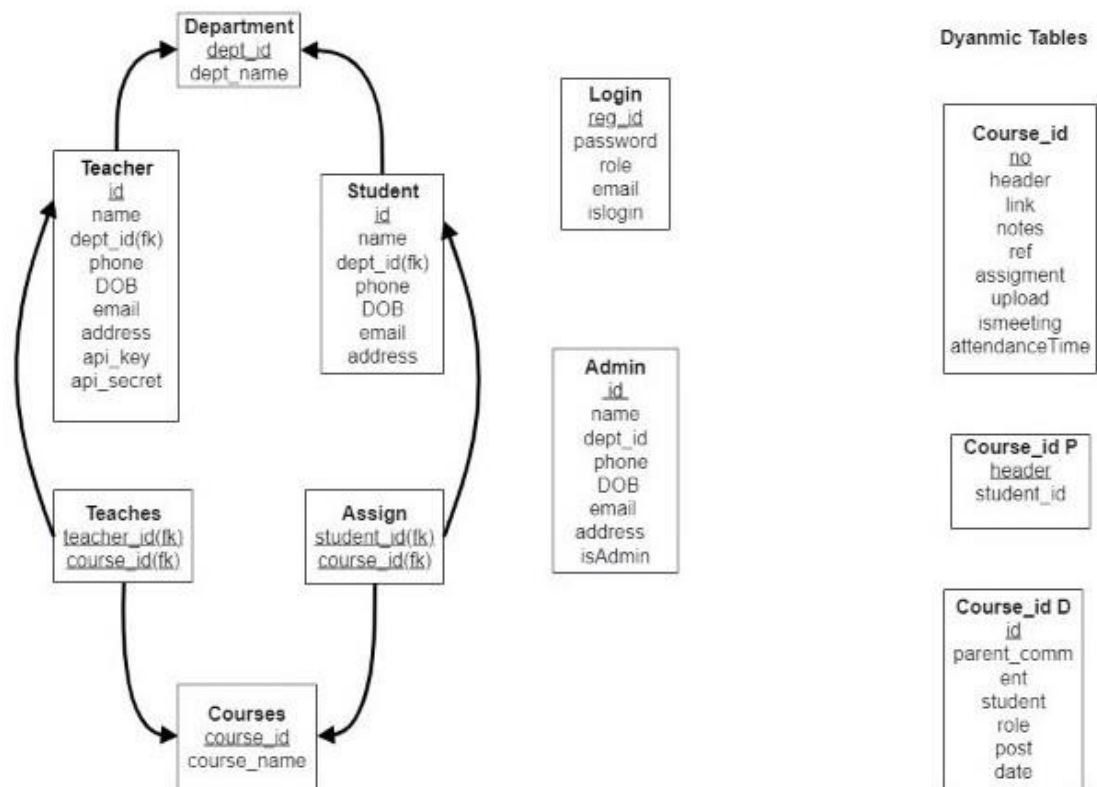 Department
dept_id
dept_name
Dyanmic Tables
Login
reg_id
password
role
email
islogin
Teacher
id
name
dept_id(fk)
phone
DOB
email
address
api_key
api_secret
Student
id
name
dept_id(fk)
phone
DOB
email
address
Course_id
no
header
link
notes
ref
assigment
upload
ismeeting
attendanceTime
Admin
id
name
dept_id
phone
DOB
email
address
isAdmin
Course_id P
header
student_id
Teaches
teacher_id(fk)
course_id(fk)
Assign
student_id(fk)
course_id(fk)
Course_id D
id
parent_comm
ent
student
role
post
date
Courses
course_id
course_name